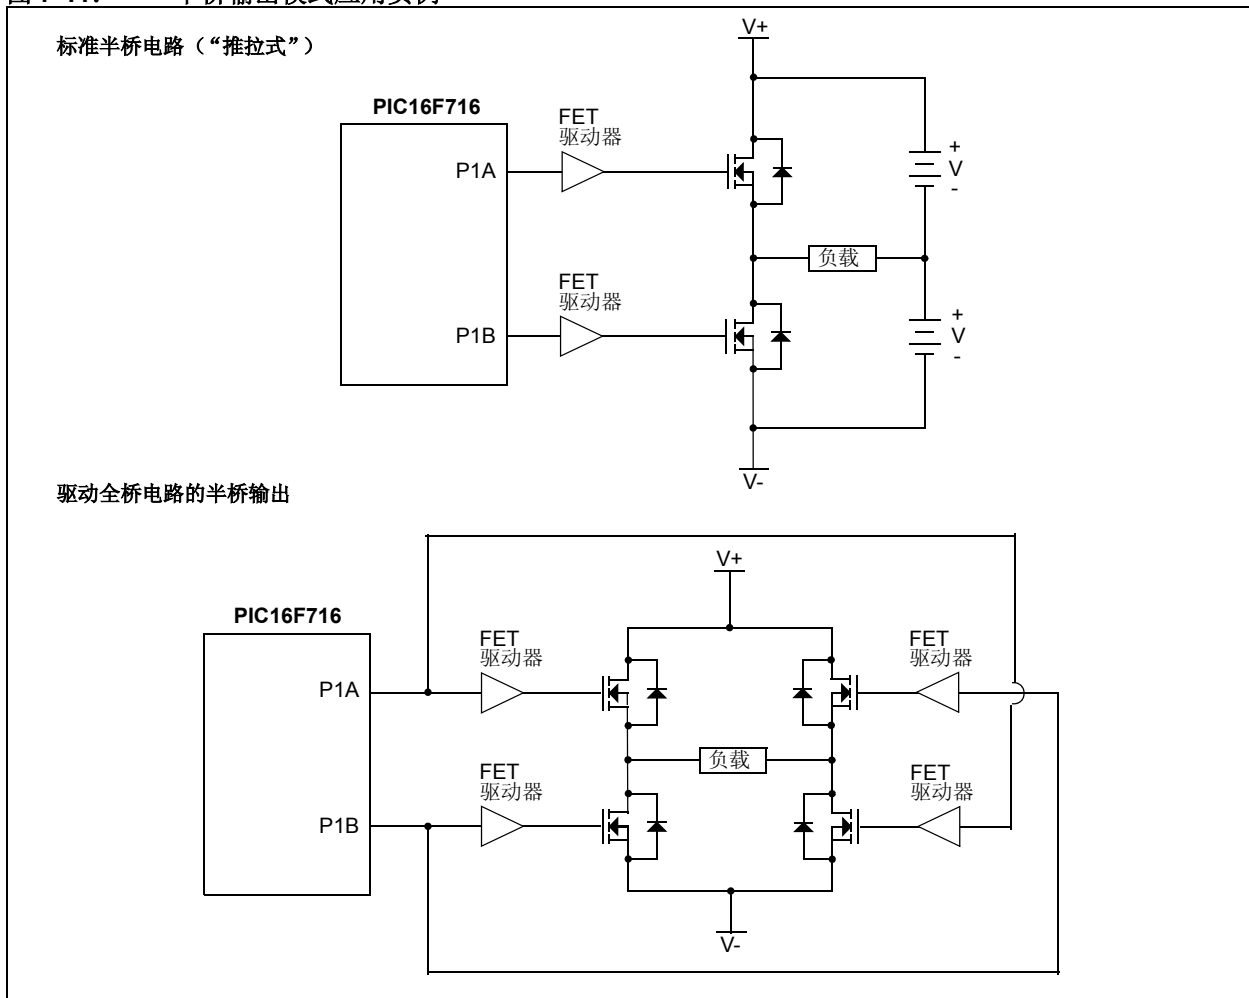 标准半桥电路（“推拉式”）
V+
PIC16F716
FET
驱动器
P1A
+
V
-
负载
FET
驱动器
P1B
+
V
-
V-
驱动全桥电路的半桥输出
V+
PIC16F716
FET
驱动器
FET
驱动器
P1A
负载
FET
驱动器
FET
驱动器
P1B
V-